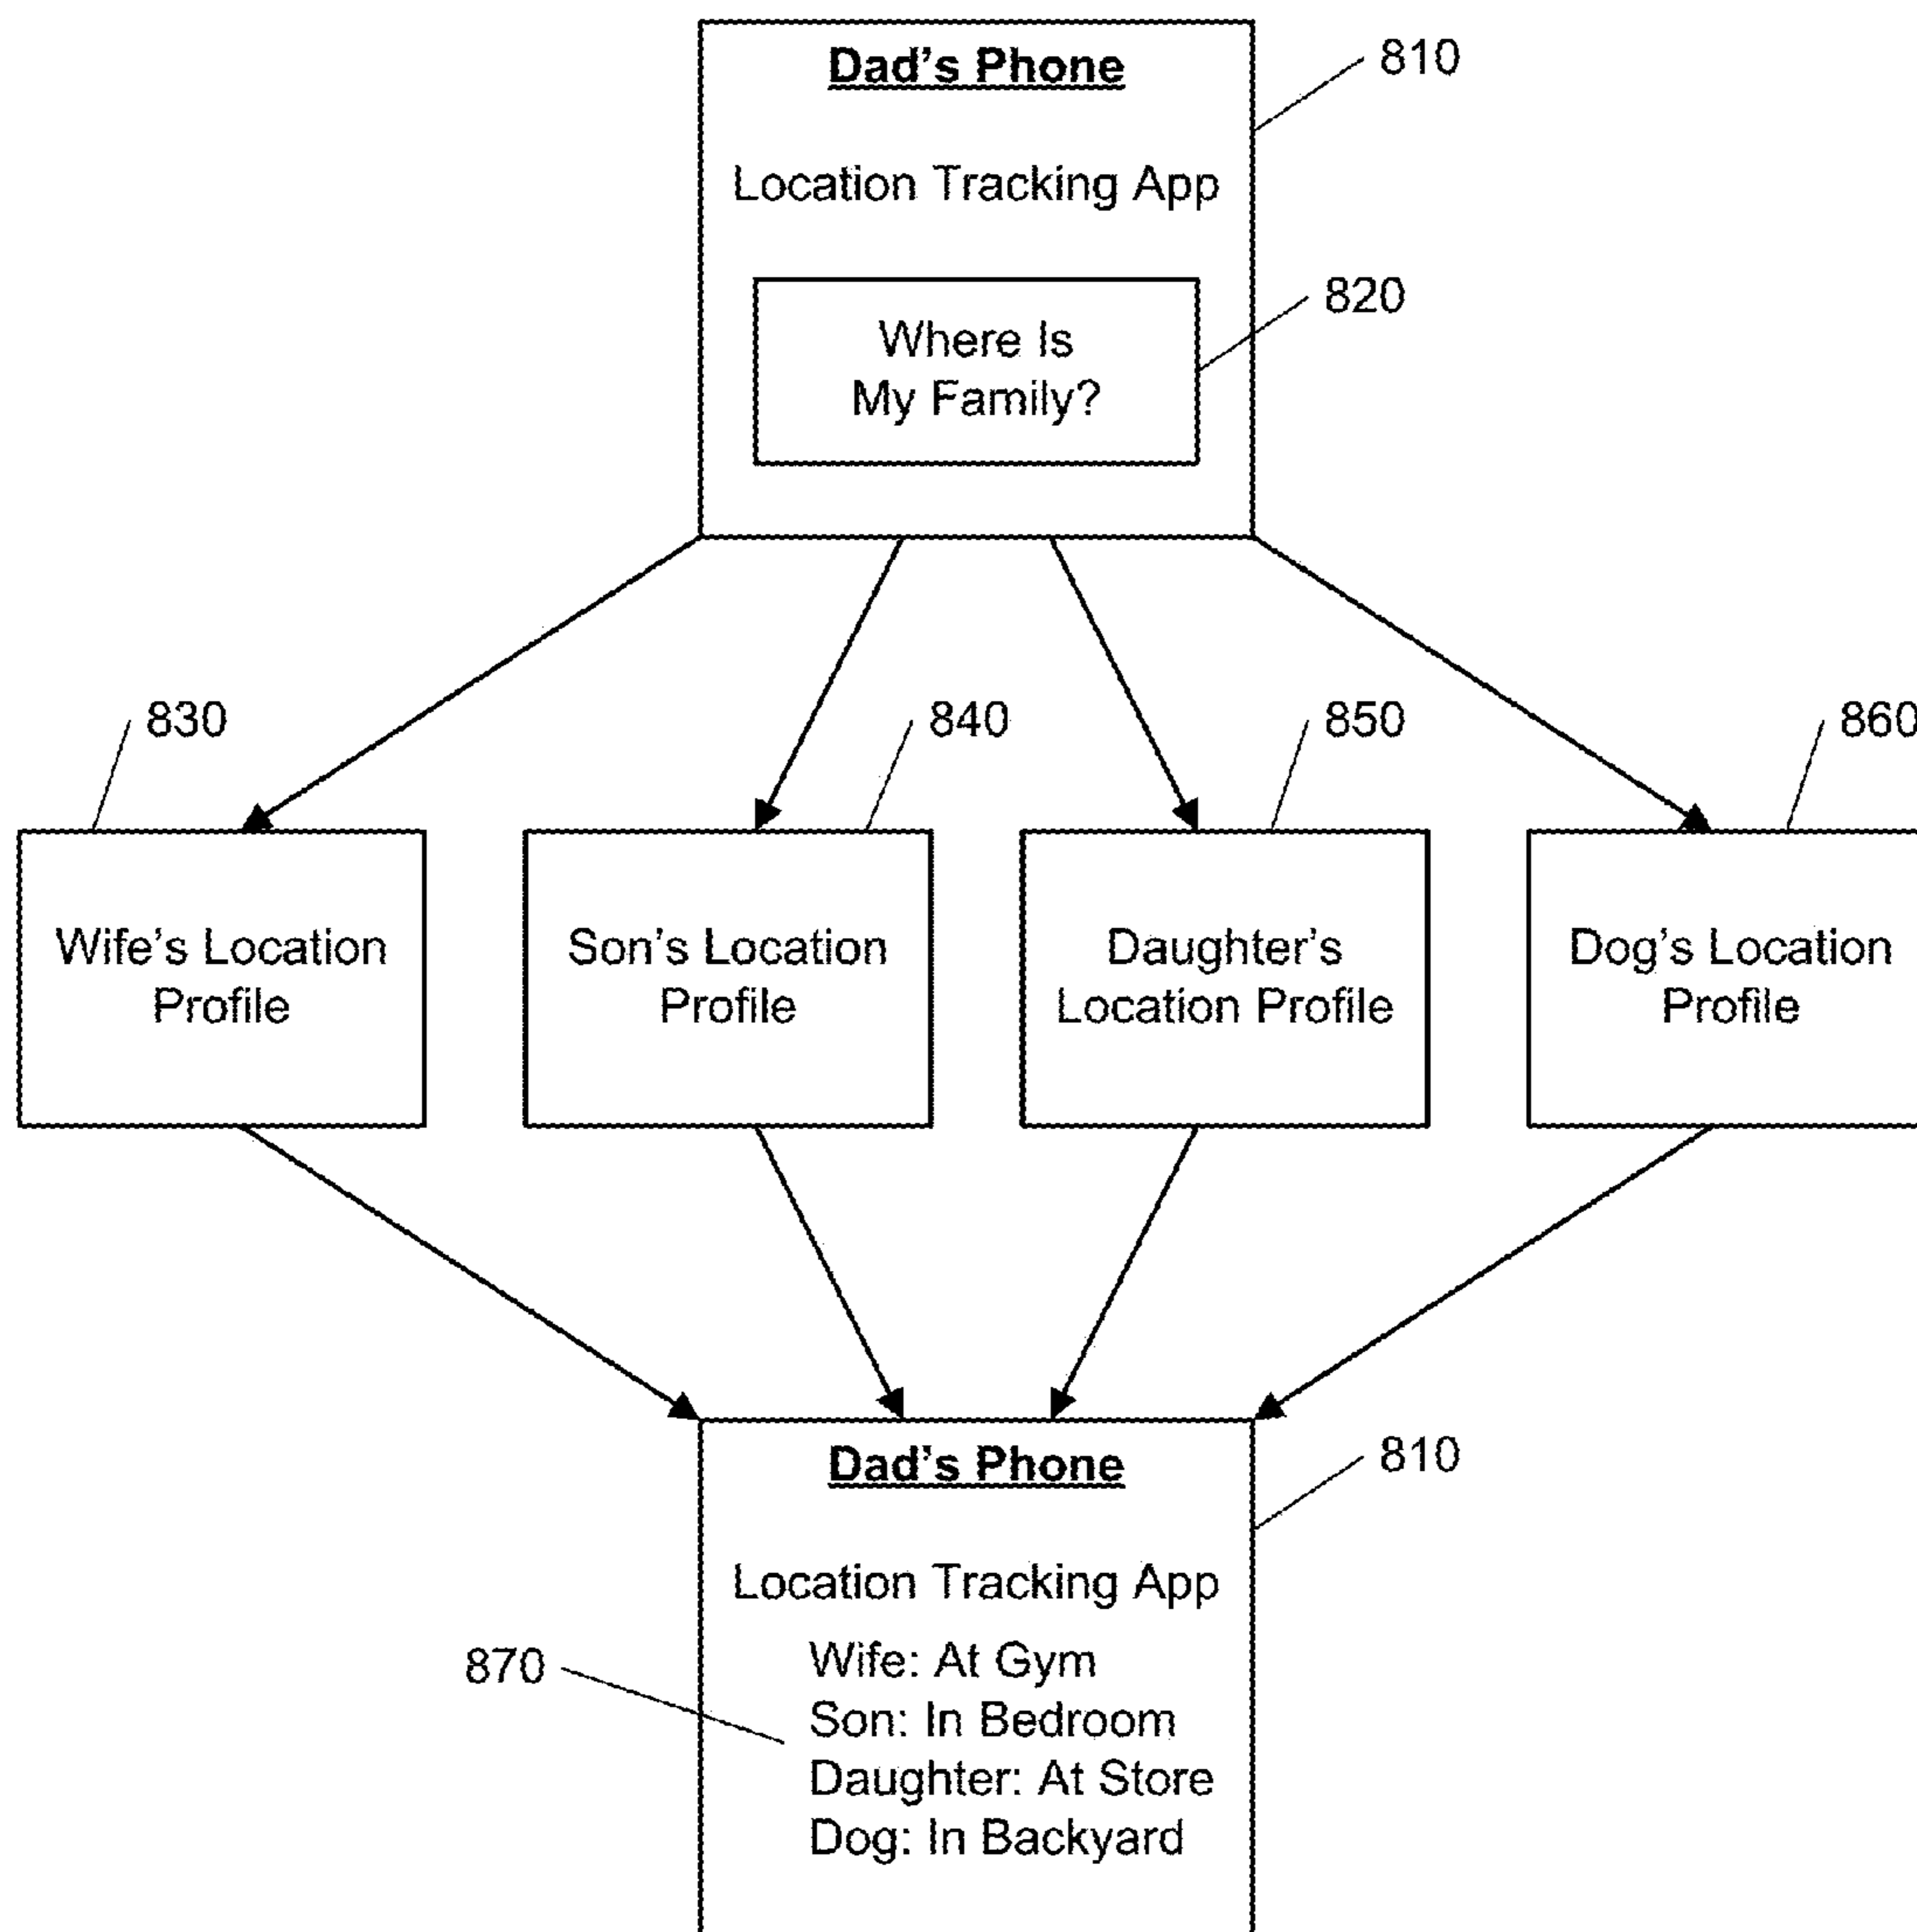 Dad's Phone
810
Location Tracking App
820
Where Is
My Family?
830
840
850
860
Wife's Location
Profile
Son's Location
Profile
Daughter's
Location Profile
Dog's Location
Profile
Dad's Phone
810
Location Tracking App
870
Wife: At Gym
Son: In Bedroom
Daughter: At Store
Dog: In Backyard